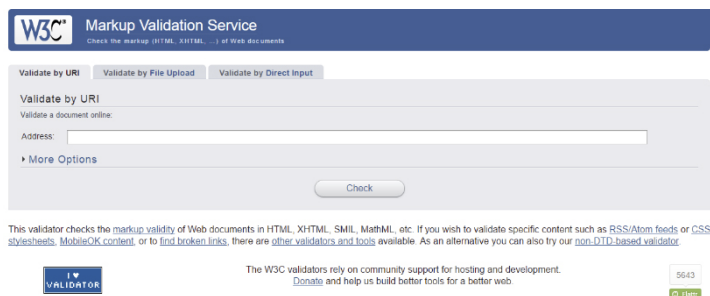 W3C Markup Validation Service
Check the markup (HTML, XHTML, ...) of Web documents
Validate by URI Validate by File Upload Validate by Direct Input
Validate by URI
Validate a document online:
Address:
More Options
Check
This validator checks the markup validity of Web documents in HTML, XHTML, SMIL, MathML, etc. If you wish to validate specific content such as RSS/Atom feeds or CSS
stylesheets, MobileOK content, or to find broken links, there are other validators and tools available. As an alternative you can also try our non-DTD-based validator.
I ♥
VALIDATOR
The W3C validators rely on community support for hosting and development.
Donate and help us build better tools for a better web.
5643